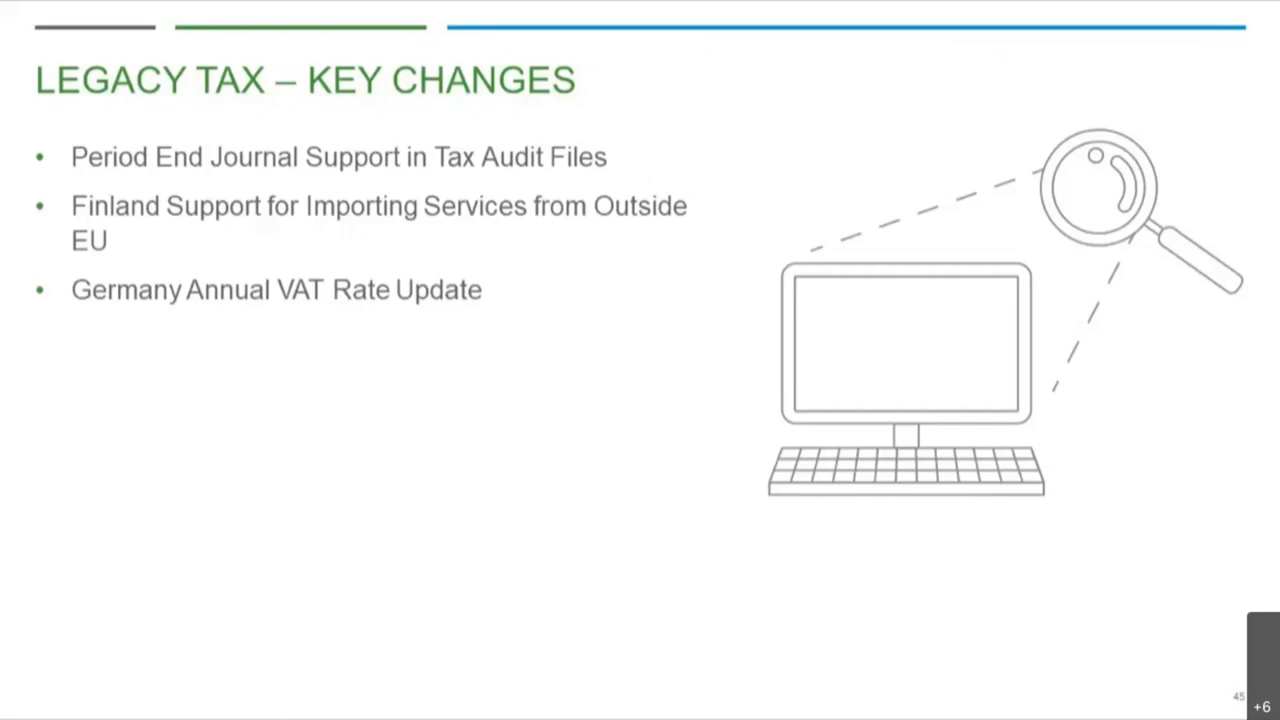 LEGACY TAX – KEY CHANGES
• Period End Journal Support in Tax Audit Files
• Finland Support for Importing Services from Outside
EU
• Germany Annual VAT Rate Update
45
+6